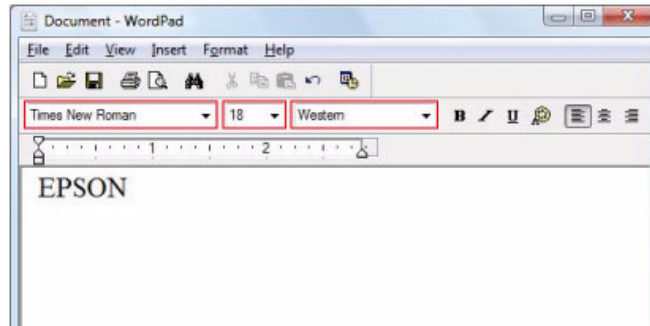 Document - WordPad
File Edit View Insert Format Help
Times New Roman 18 Western B I U
1 2
EPSON